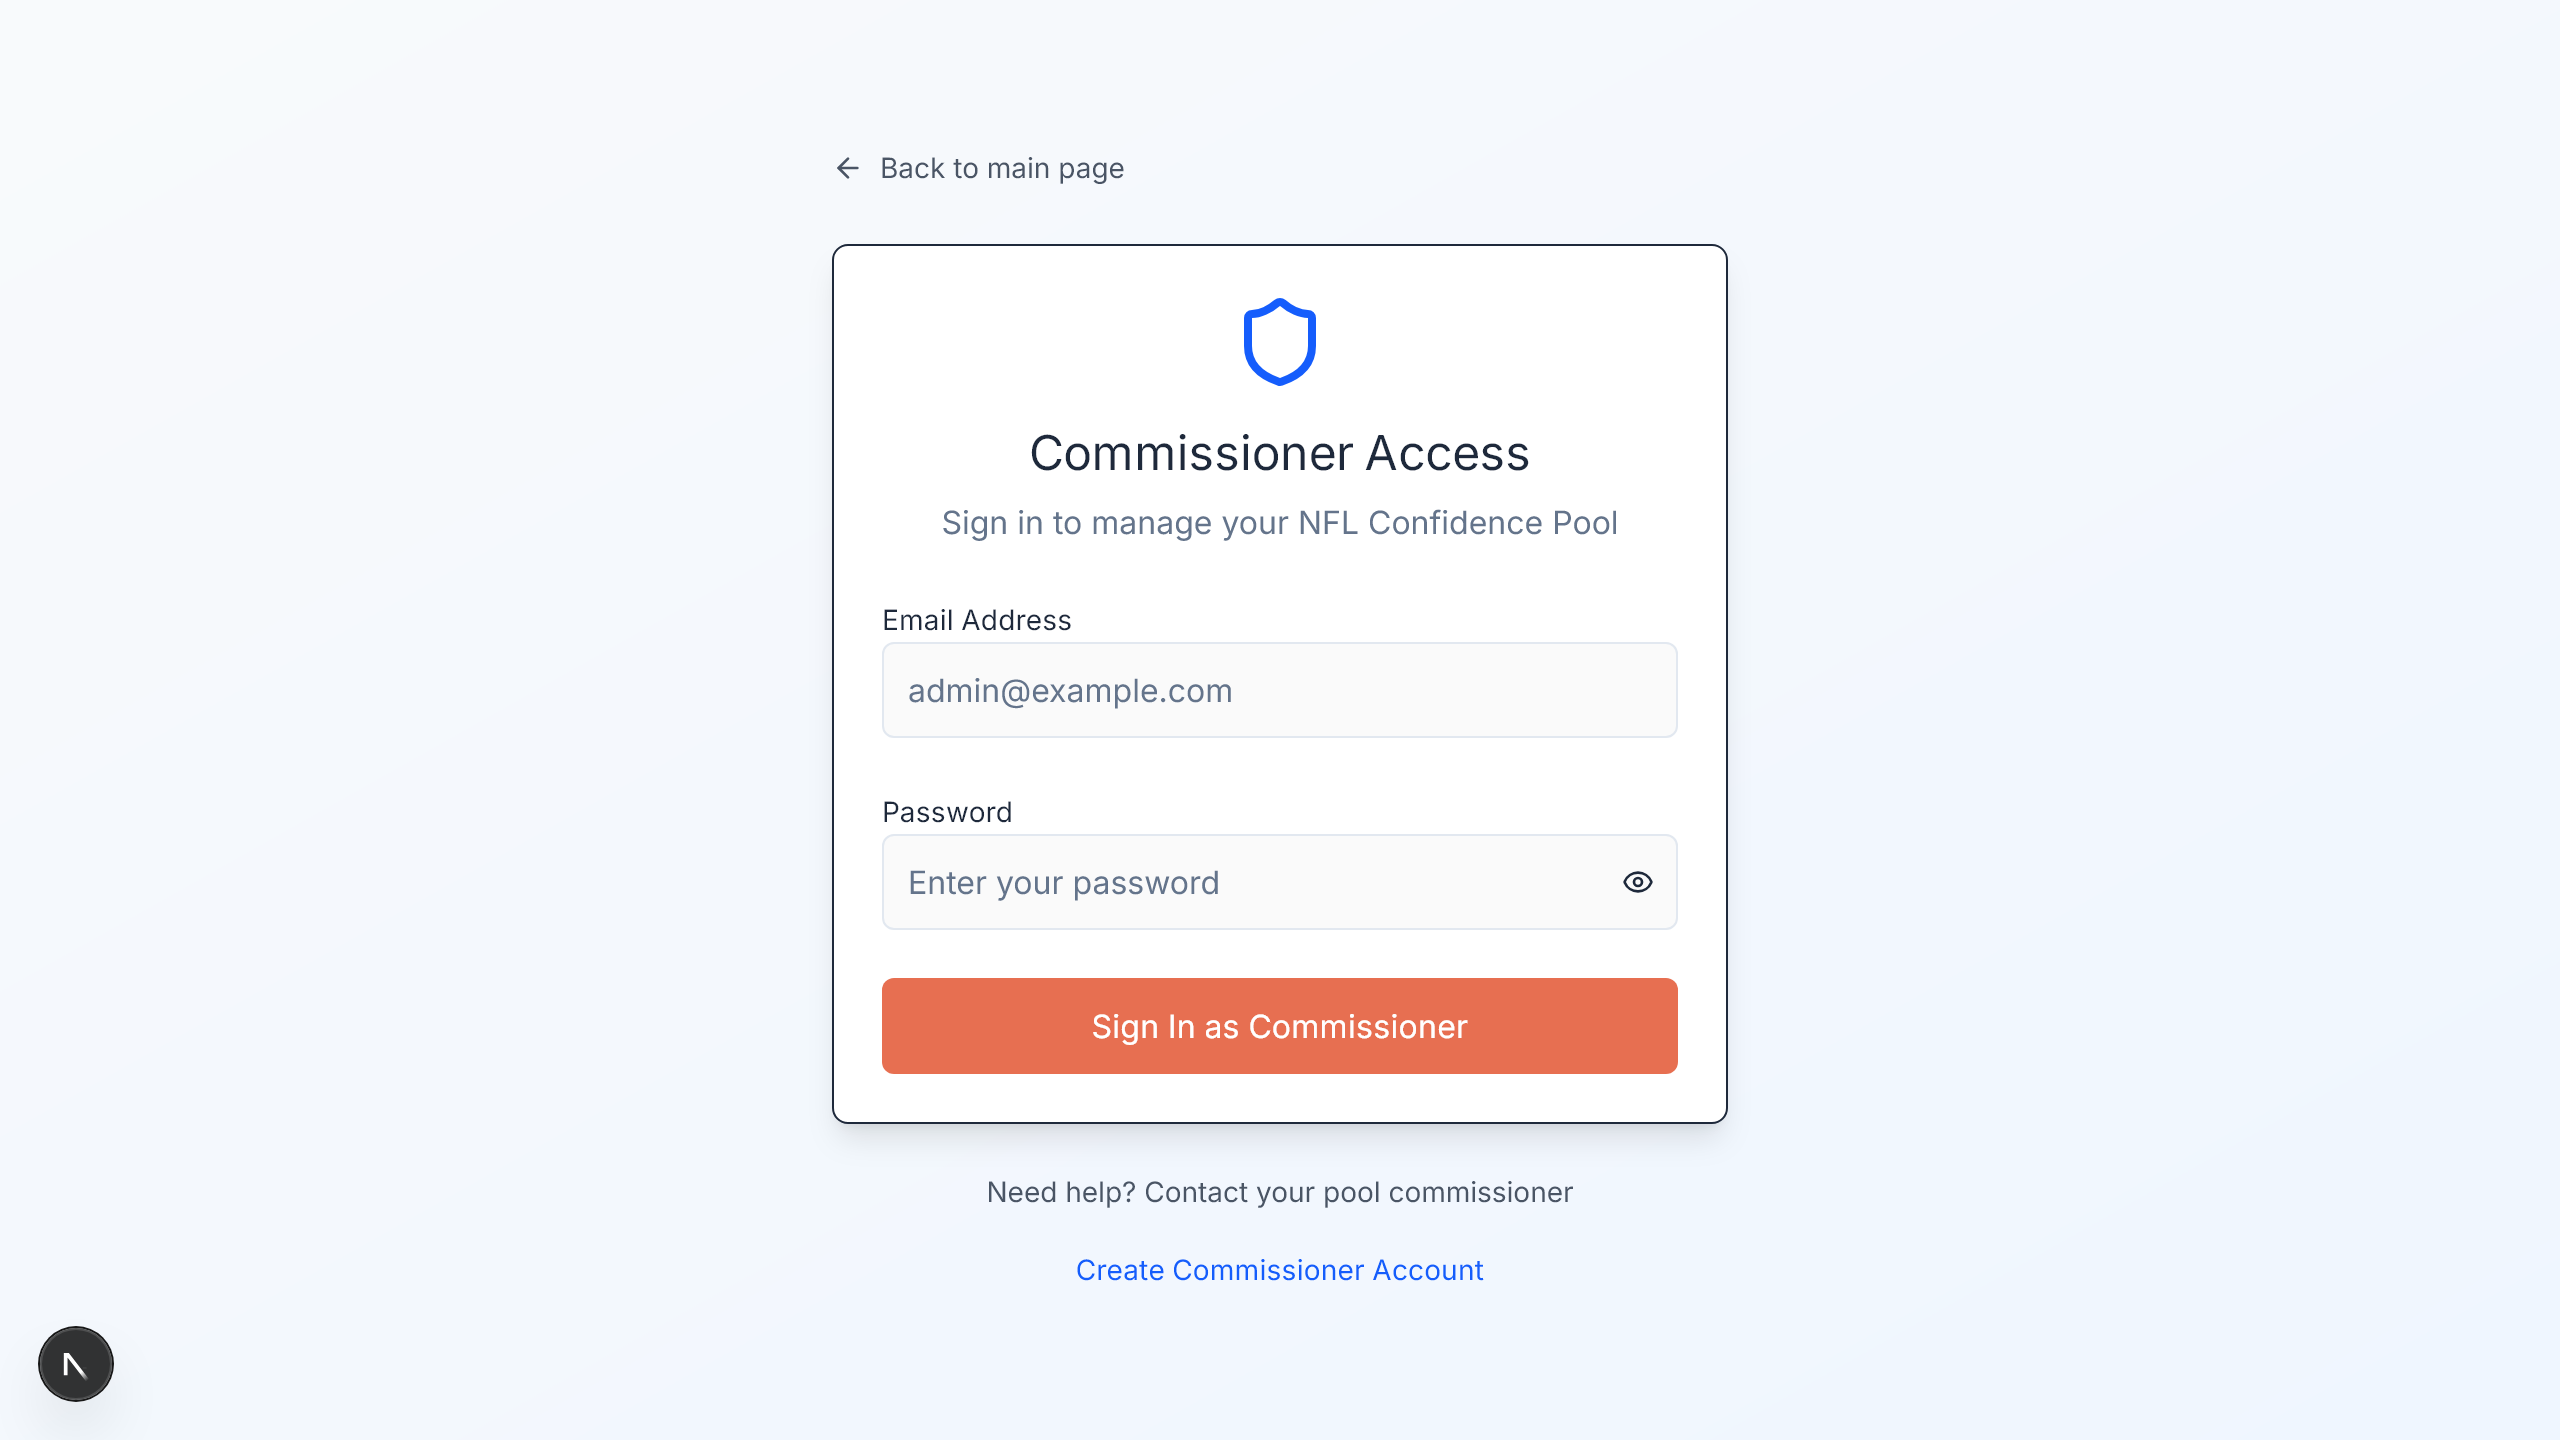 Back to main page
Commissioner Access
Sign in to manage your NFL Confidence Pool
Email Address
admin@example.com
Password
Enter your password
Sign In as Commissioner
Need help? Contact your pool commissioner
Create Commissioner Account
N